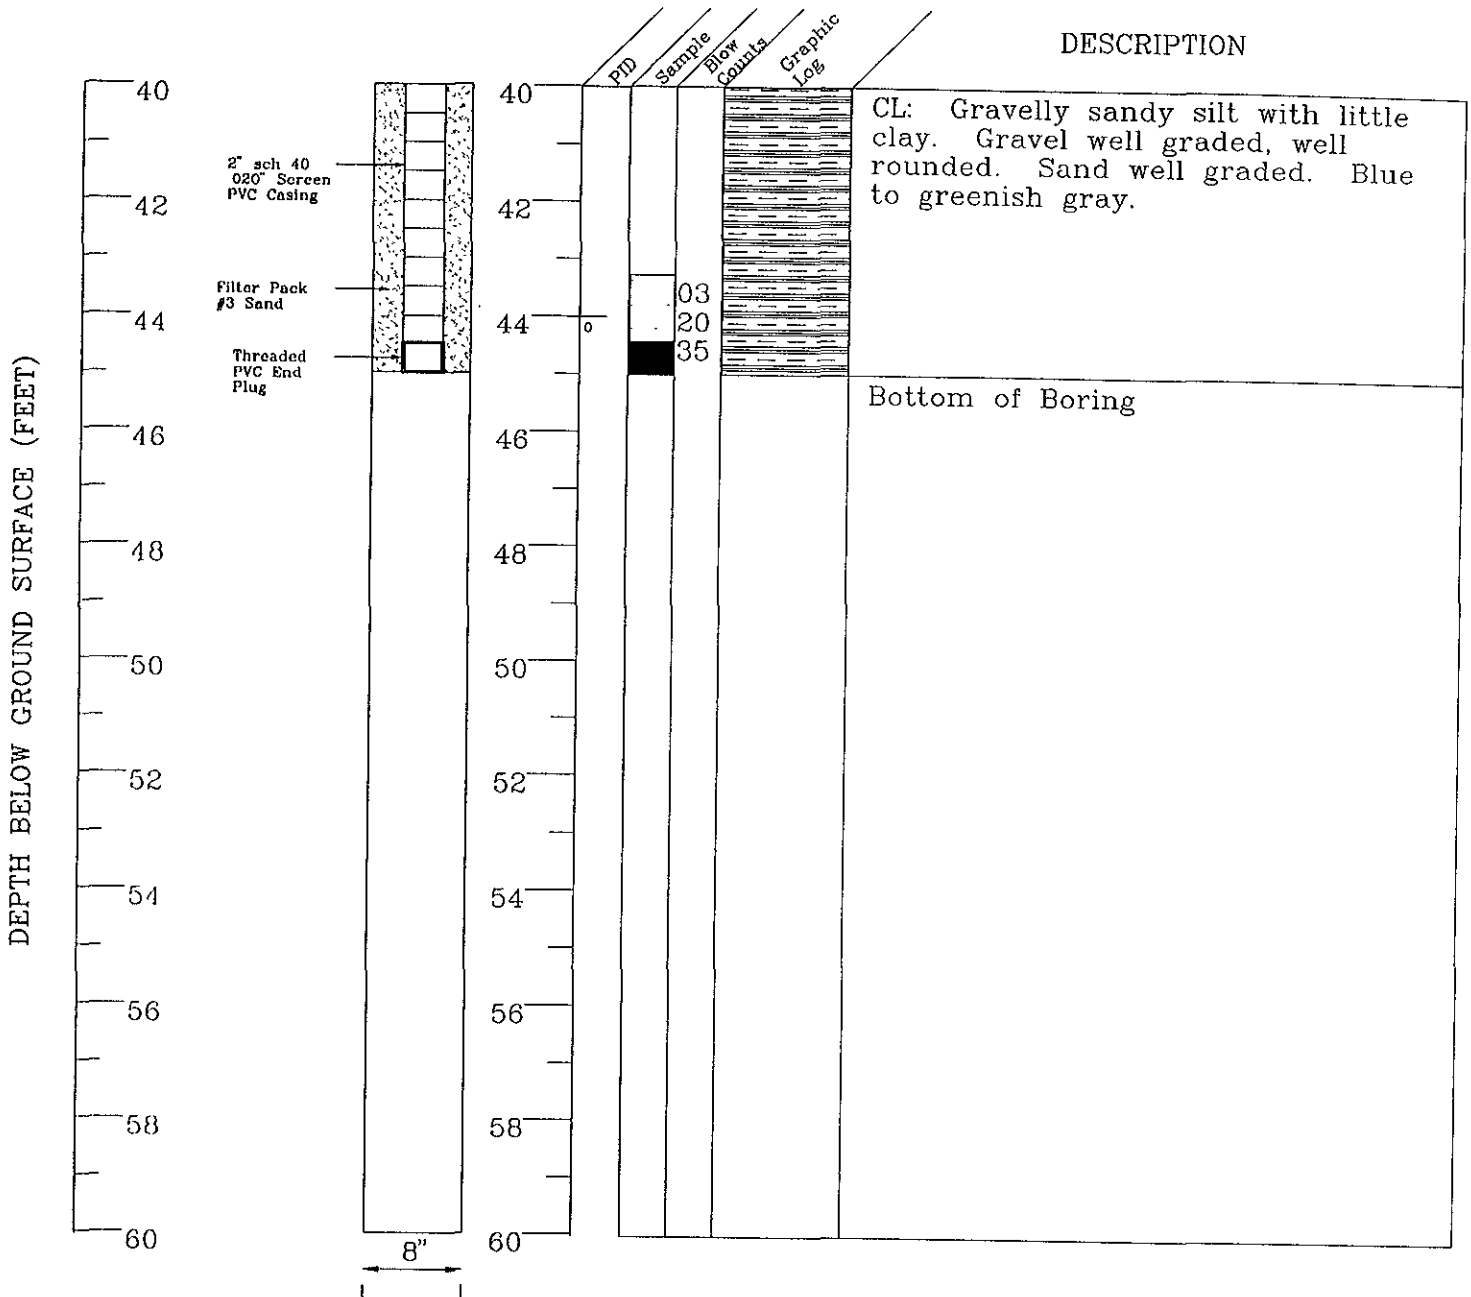 PID
Sample
Blow
Counts
Graphic
Log
DESCRIPTION
40
40
CL: Gravelly sandy silt with little
clay. Gravel well graded, well
rounded. Sand well graded. Blue
to greenish gray.
2" sch 40
020" Screen
PVC Casing
42
42
Filter Pack
#3 Sand
03
44
44
0
20
35
Threaded
PVC End
Plug
Bottom of Boring
46
46
DEPTH BELOW GROUND SURFACE (FEET)
48
48
50
50
52
52
54
54
56
56
58
58
60
60
8"